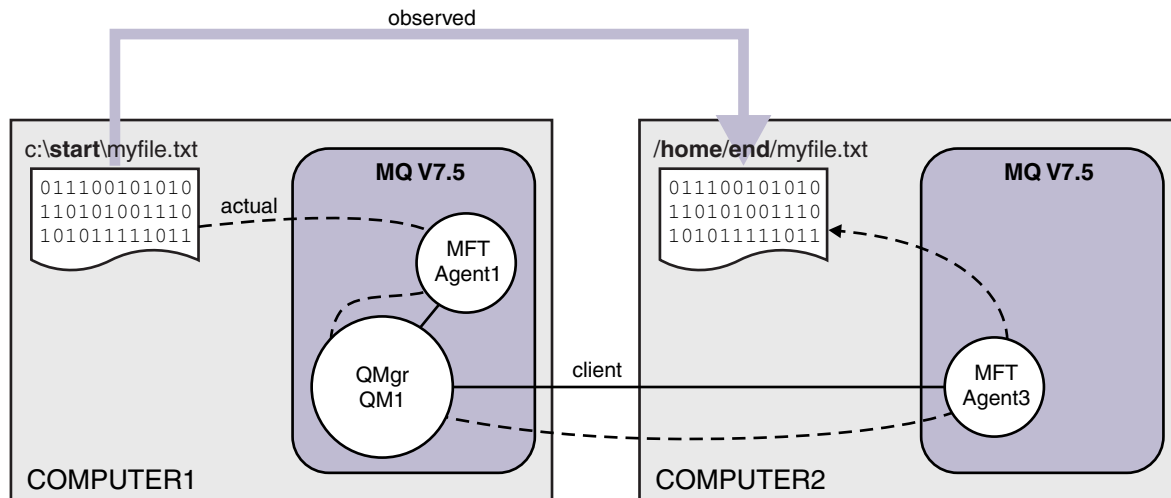 observed
c:\start\myfile.txt
MQ V7.5
011100101010
110101001110
101011111011
actual
MFT
Agent1
QMgr
QM1
COMPUTER1
client
/home/end/myfile.txt
MQ V7.5
011100101010
110101001110
101011111011
MFT
Agent3
COMPUTER2